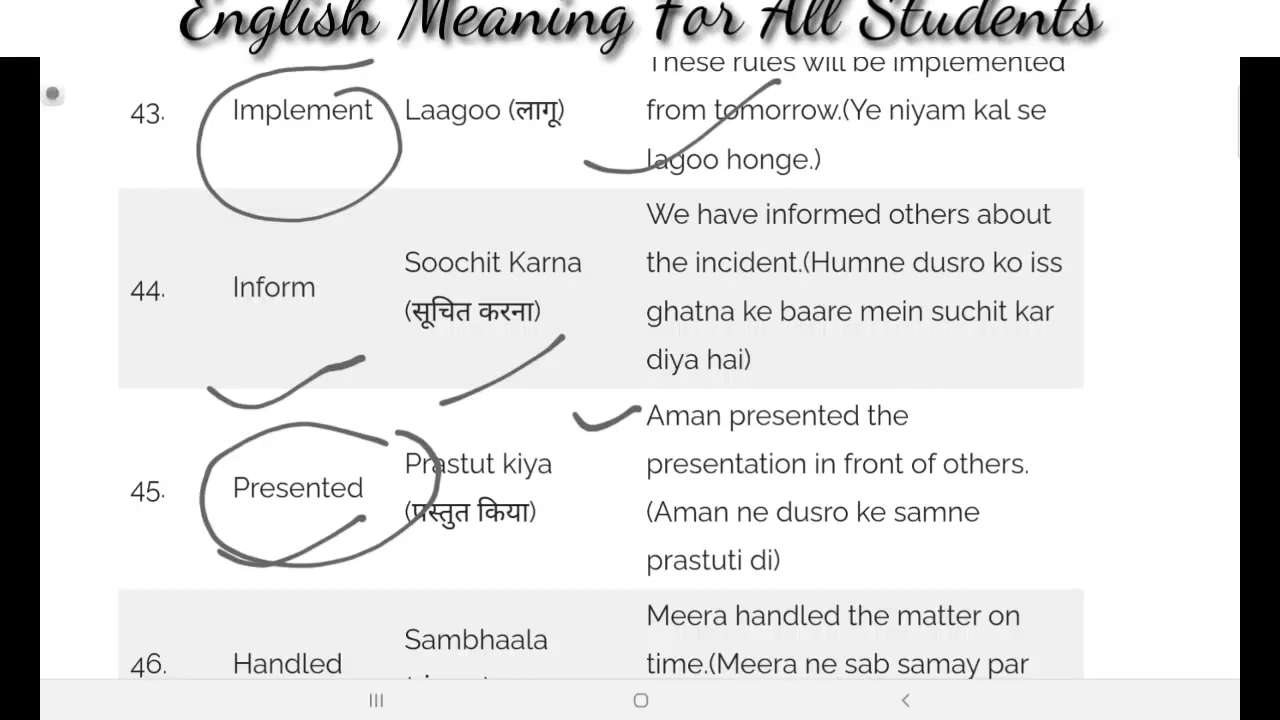 English Meaning For All Students
43. Implement Laagoo (लागू) These rules will be implemented
from tomorrow.(Ye niyam kal se
lagoo honge.)
44. Inform Soochit Karna
(सूचित करना) We have informed others about
the incident.(Humne dusro ko iss
ghatna ke baare mein suchit kar
diya hai)
45. Presented Prastut kiya
(पस्तुत किया) Aman presented the
presentation in front of others.
(Aman ne dusro ke samne
prastuti di)
46. Handled Sambhaala Meera handled the matter on
time.(Meera ne sab samay par